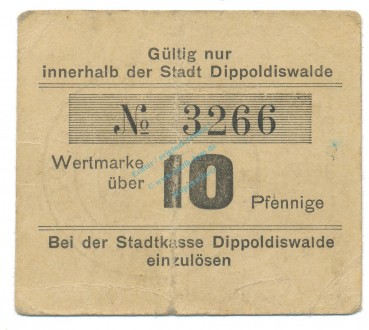 Gültig nur
innerhalb der Stadt Dippoldiswalde
№ 3266
Wertmarke
über 10 Pfennige
Bei der Stadtkasse Dippoldiswalde
einzulösen